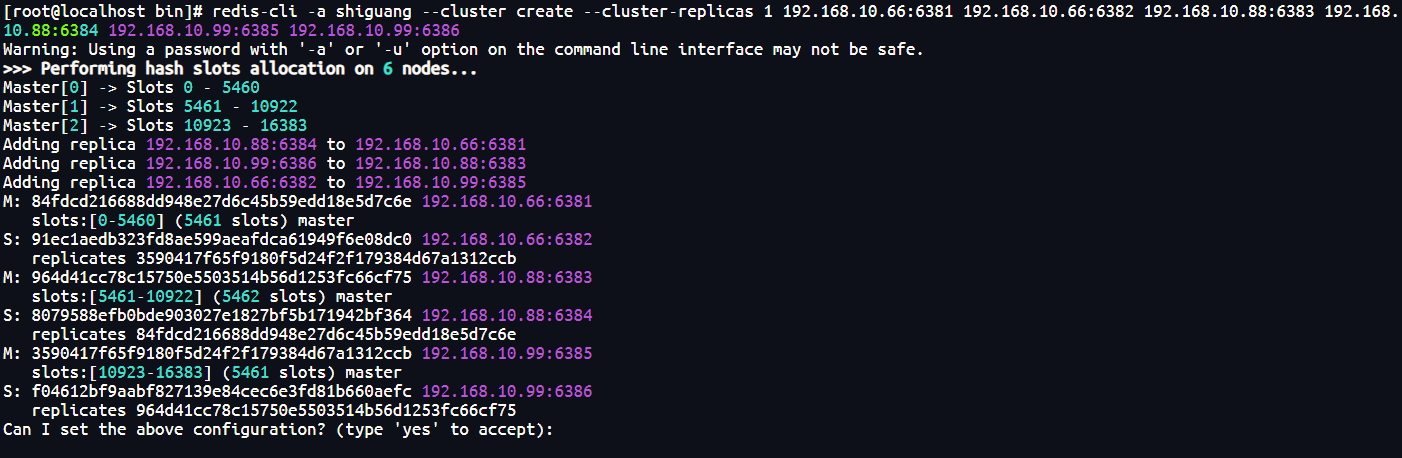 [root@localhost bin]# redis-cli -a shiguang --cluster create --cluster-replicas 1 192.168.10.66:6381 192.168.10.66:6382 192.168.10.88:6383 192.168.
10.88:6384 192.168.10.99:6385 192.168.10.99:6386
Warning: Using a password with '-a' or '-u' option on the command line interface may not be safe.
>>> Performing hash slots allocation on 6 nodes...
Master[0] -> Slots 0 - 5460
Master[1] -> Slots 5461 - 10922
Master[2] -> Slots 10923 - 16383
Adding replica 192.168.10.88:6384 to 192.168.10.66:6381
Adding replica 192.168.10.99:6386 to 192.168.10.88:6383
Adding replica 192.168.10.66:6382 to 192.168.10.99:6385
M: 84fdcd216688dd948e27d6c45b59edd18e5d7c6e 192.168.10.66:6381
   slots:[0-5460] (5461 slots) master
S: 91ec1aedb323fd8ae599aeafdca61949f6e08dc0 192.168.10.66:6382
   replicates 3590417f65f9180f5d24f2f179384d67a1312ccb
M: 964d41cc78c15750e5503514b56d1253fc66cf75 192.168.10.88:6383
   slots:[5461-10922] (5462 slots) master
S: 8079588efb0bde903027e1827bf5b171942bf364 192.168.10.88:6384
   replicates 84fdcd216688dd948e27d6c45b59edd18e5d7c6e
M: 3590417f65f9180f5d24f2f179384d67a1312ccb 192.168.10.99:6385
   slots:[10923-16383] (5461 slots) master
S: f04612bf9aabf827139e84cec6e3fd81b660aefc 192.168.10.99:6386
   replicates 964d41cc78c15750e5503514b56d1253fc66cf75
Can I set the above configuration? (type 'yes' to accept):